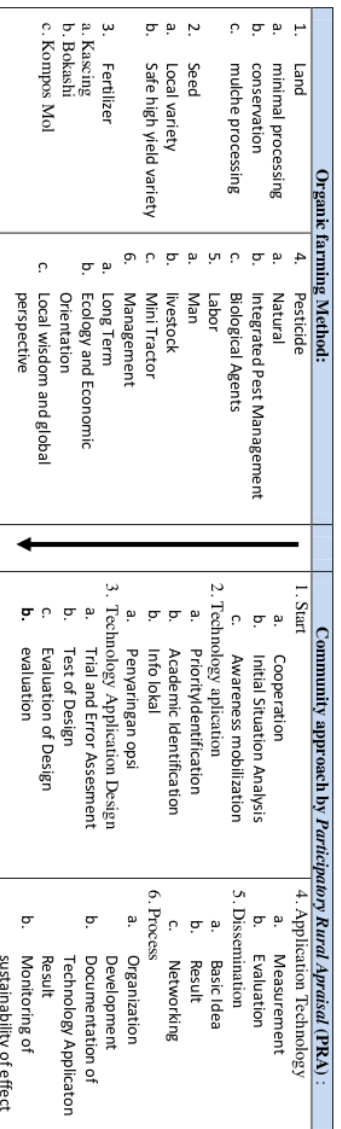 Organic farming Method:
1. Land
a. minimal processing
b. conservation
c. mulche processing
2. Seed
a. Local variety
b. Safe high yield variety
3. Fertilizer
a. Kascing
b. Bokashi
c. Kompos Mol
4. Pesticide
a. Natural
b. Integrated Pest Management
c. Biological Agents
5. Labor
a. Man
b. livestock
c. Mini Tractor
6. Management
a. Long Term
b. Ecology and Economic
Orientation
c. Local wisdom and global
perspective
Community approach by Participatory Rural Apraisal (PRA) :
1. Start
a. Cooperation
b. Initial Situation Analysis
c. Awareness mobilization
2. Technology aplication
a. PriorityIdentification
b. Academic Identification
b. Info lokal
a. Penyaringan opsi
3. Technology Application Design
a. Trial and Error Assesment
b. Test of Design
c. Evaluation of Design
b. evaluation
4. Application Technology
a. Measurement
b. Evaluation
5. Dissemination
a. Basic Idea
b. Result
c. Networking
6. Process
a. Organization
Development
b. Documentation of
Technology Applicaton
Result
b. Monitoring of
sustainability of effect